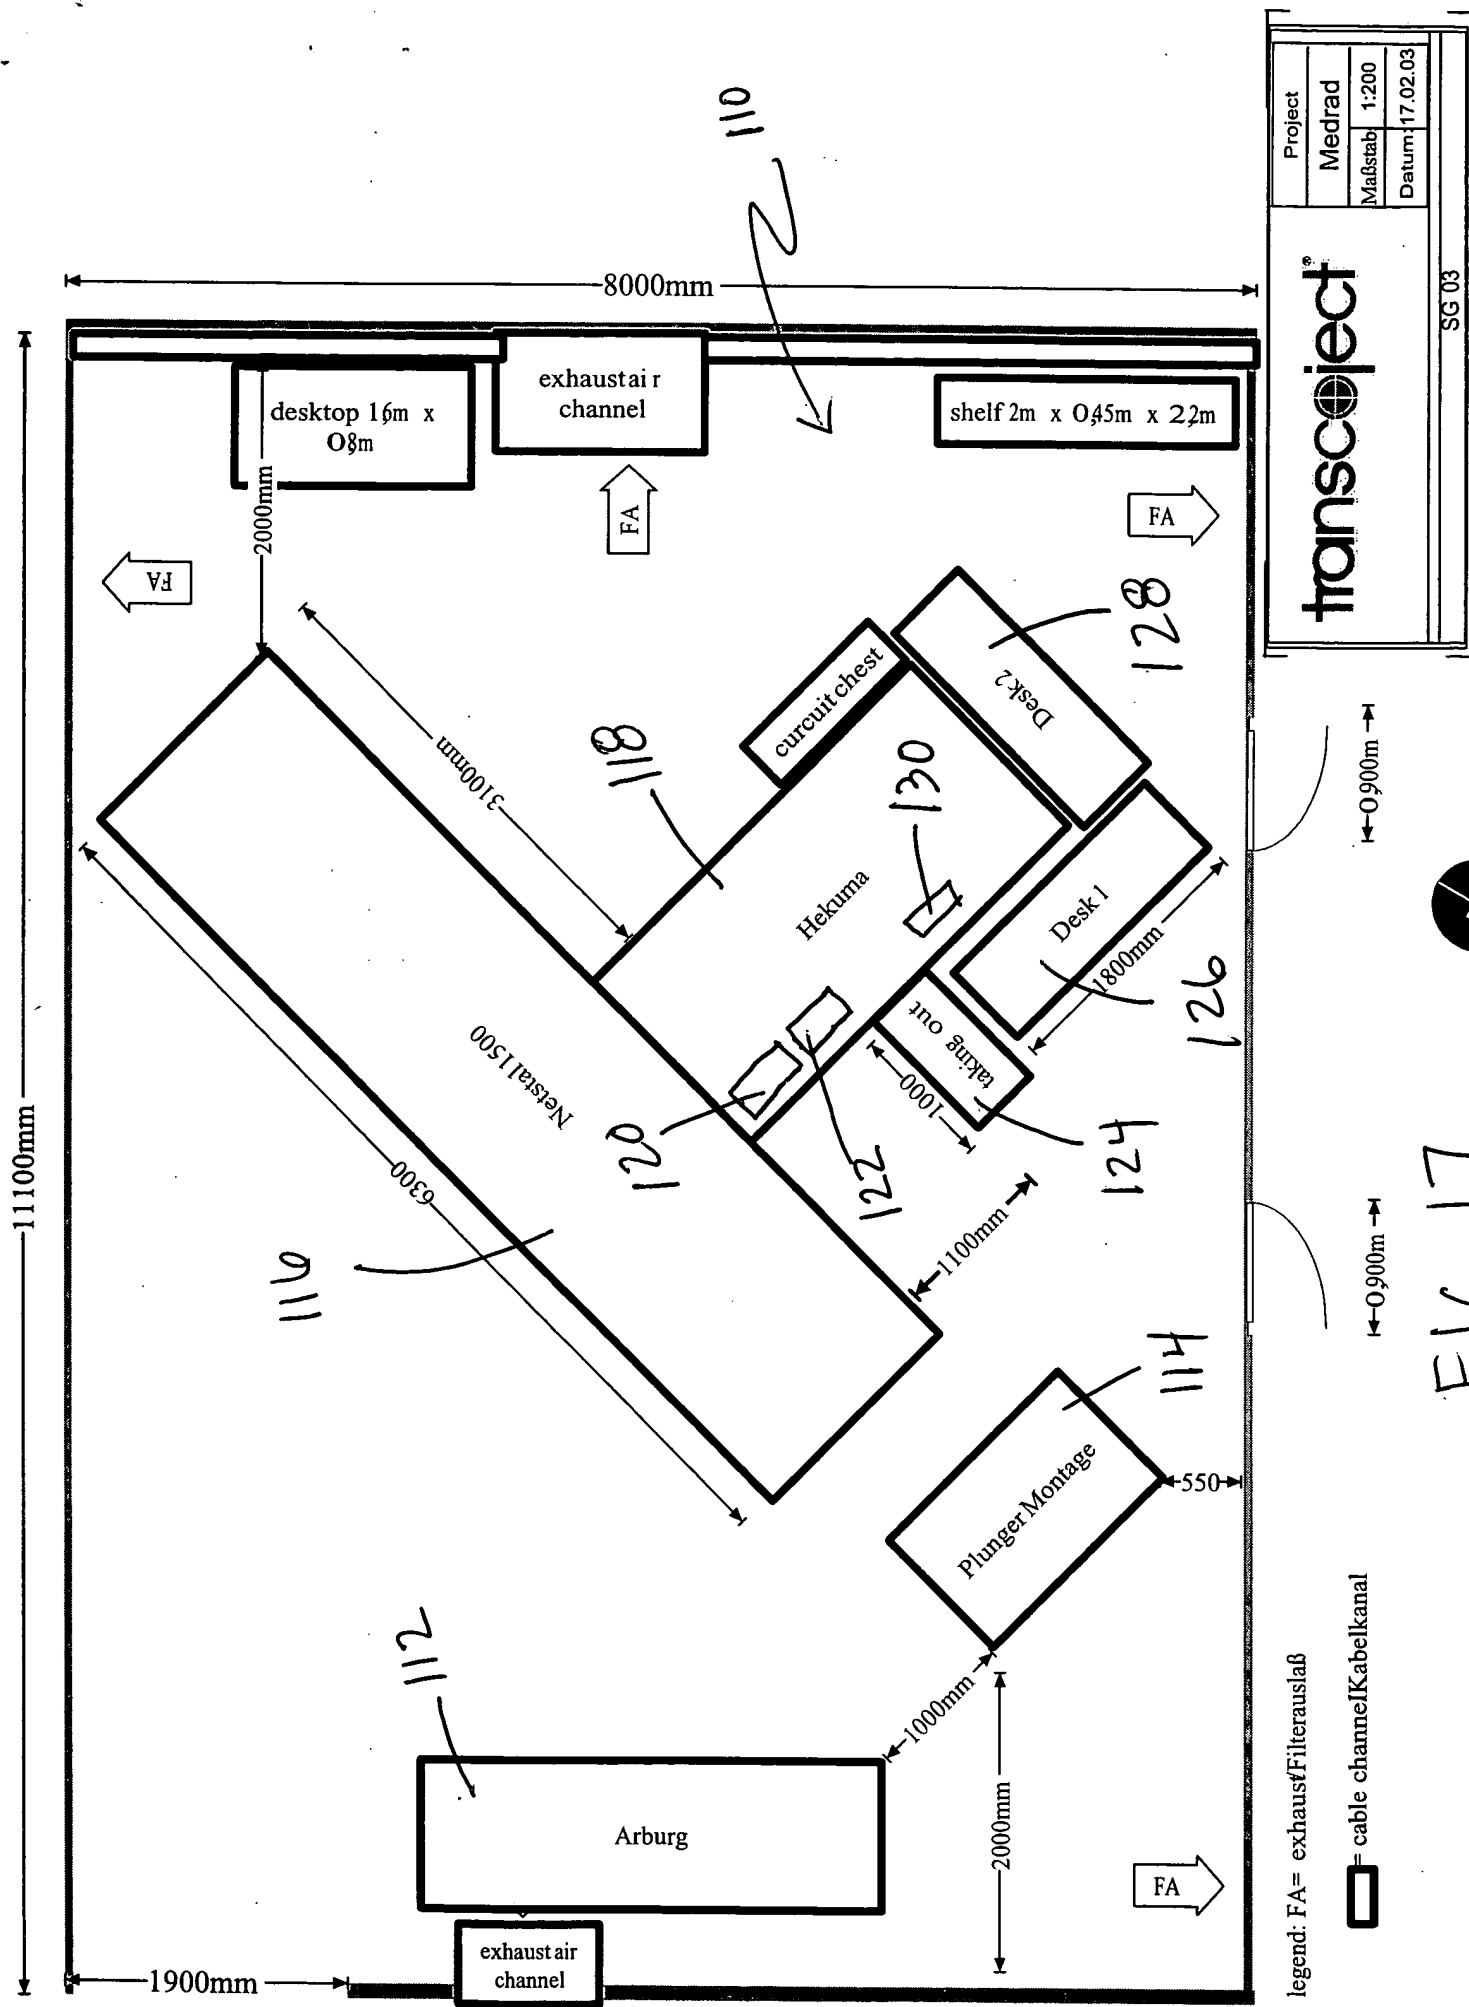 110
8000mm
11100mm
desktop 1,6m x
0,8m
exhaust air
channel
shelf 2m x 0,45m x 2,2m
2000mm
FA
FA
FA
3100mm
118
curcuit chest
Desk 2
128
130
Hekuma
Desk 1
1800mm
126
taking out
1000
124
Netstal 1500
120
122
6300
116
1100mm
114
Plunger Montage
550
112
1000mm
2000mm
Arburg
FA
exhaust air
channel
1900mm
0,900m
0,900m
legend: FA= exhaust/Filterauslaß
= cable channel/Kabelkanal
Project
Medrad
Maßstab: 1:200
Datum: 17.02.03
transcoject®
SG 03